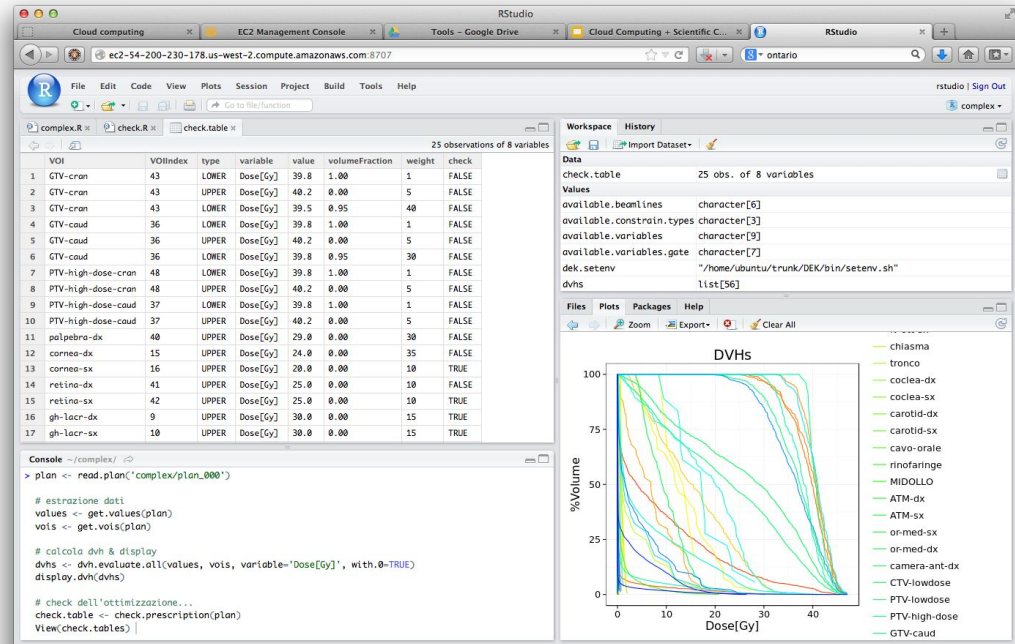 RStudio
Cloud computing
EC2 Management Console
Tools – Google Drive
Cloud Computing + Scientific C...
RStudio
ec2-54-200-230-178.us-west-2.compute.amazonaws.com:8707
ontario
File Edit Code View Plots Session Project Build Tools Help
rstudio | Sign Out
Go to file/function
complex
complex.R
check.R
check.table
25 observations of 8 variables
VOI VOIIndex type variable value volumeFraction weight check
1 GTV-cran 43 LOWER Dose[Gy] 39.8 1.00 1 FALSE
2 GTV-cran 43 UPPER Dose[Gy] 40.2 0.00 5 FALSE
3 GTV-cran 43 LOWER Dose[Gy] 39.5 0.95 40 FALSE
4 GTV-caud 36 LOWER Dose[Gy] 39.8 1.00 1 FALSE
5 GTV-caud 36 UPPER Dose[Gy] 40.2 0.00 5 FALSE
6 GTV-caud 36 LOWER Dose[Gy] 39.8 0.95 30 FALSE
7 PTV-high-dose-cran 48 LOWER Dose[Gy] 39.8 1.00 1 FALSE
8 PTV-high-dose-cran 48 UPPER Dose[Gy] 40.2 0.00 5 FALSE
9 PTV-high-dose-caud 37 LOWER Dose[Gy] 39.8 1.00 1 FALSE
10 PTV-high-dose-caud 37 UPPER Dose[Gy] 40.2 0.00 5 FALSE
11 palpebra-dx 40 UPPER Dose[Gy] 29.0 0.00 30 FALSE
12 cornea-dx 15 UPPER Dose[Gy] 24.0 0.00 35 FALSE
13 cornea-sx 16 UPPER Dose[Gy] 20.0 0.00 10 TRUE
14 retina-dx 41 UPPER Dose[Gy] 25.0 0.00 10 FALSE
15 retina-sx 42 UPPER Dose[Gy] 25.0 0.00 10 TRUE
16 gh-lacr-dx 9 UPPER Dose[Gy] 30.0 0.00 15 TRUE
17 gh-lacr-sx 10 UPPER Dose[Gy] 30.0 0.00 15 TRUE
Console ~/complex/
> plan <- read.plan('complex/plan_000')
# estrazione dati
values <- get.values(plan)
vois <- get.vois(plan)
# calcola dvh & display
dvhs <- dvh.evaluate.all(values, vois, variable='Dose[Gy]', with.0=TRUE)
display.dvh(dvhs)
# check dell'ottimizzazione...
check.table <- check.prescription(plan)
View(check.tables)
Workspace History
Import Dataset
Data
check.table 25 obs. of 8 variables
Values
available.beamlines character[6]
available.constrain.types character[3]
available.variables character[9]
available.variables.gate character[7]
dek.setenv "/home/ubuntu/trunk/DEK/bin/setenv.sh"
dvhs list[56]
Files Plots Packages Help
Zoom Export Clear All
DVHs
%Volume
100
75
50
25
0
0 10 20 30 40
Dose[Gy]
chiasma
tronco
coclea-dx
coclea-sx
carotid-dx
carotid-sx
cavo-orale
rinofaringe
MIDOLLO
ATM-dx
ATM-sx
or-med-sx
or-med-dx
camera-ant-dx
CTV-lowdose
PTV-lowdose
PTV-high-dose
GTV-caud